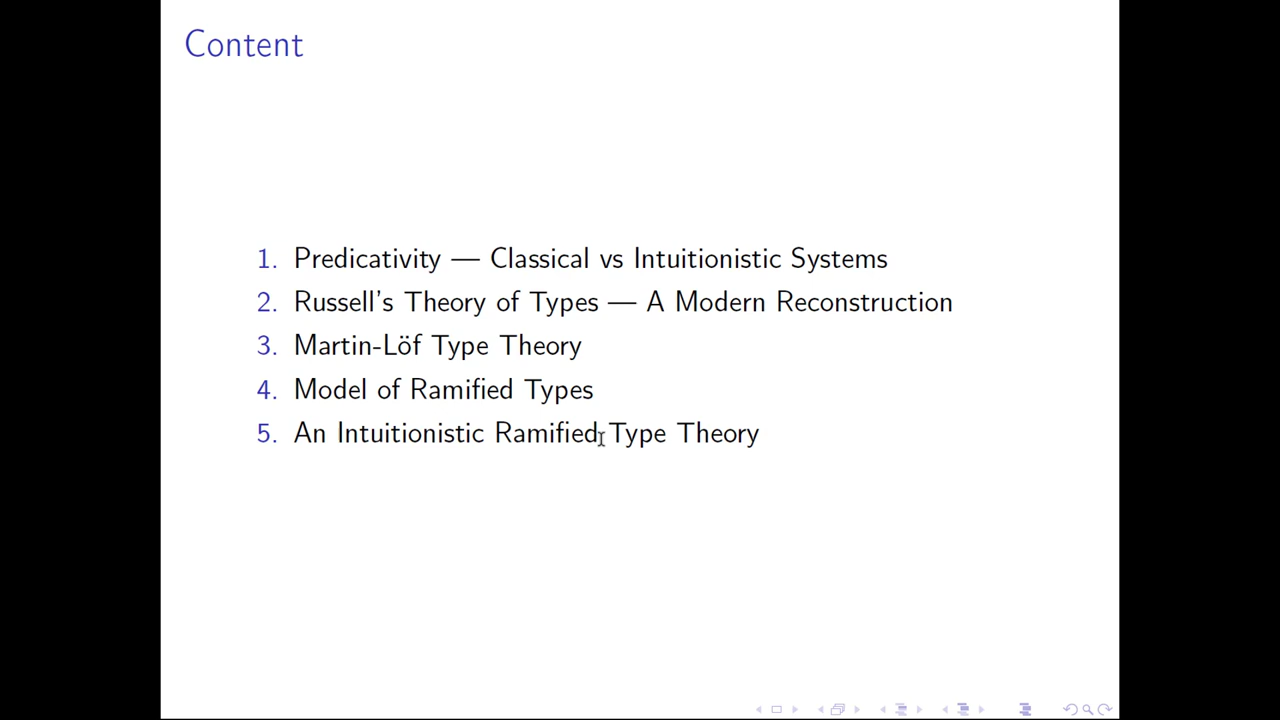 Content
1. Predicativity — Classical vs Intuitionistic Systems
2. Russell's Theory of Types — A Modern Reconstruction
3. Martin-Löf Type Theory
4. Model of Ramified Types
5. An Intuitionistic Ramified Type Theory